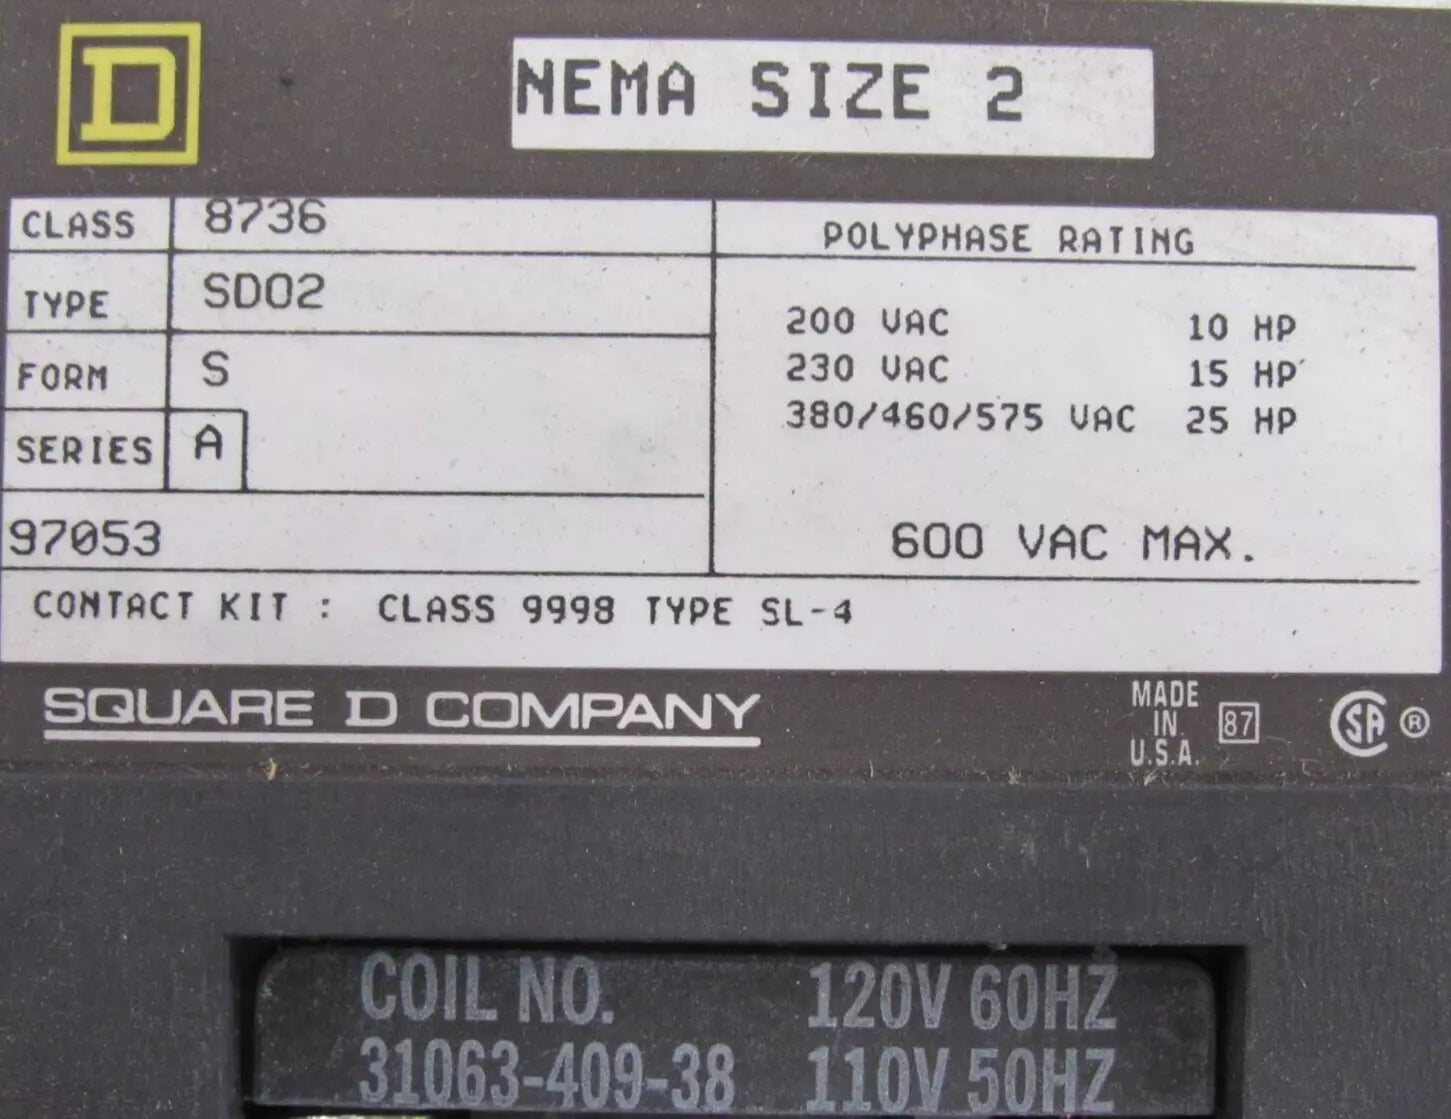 D
NEMA SIZE 2
CLASS 8736
TYPE SDO2
FORM S
SERIES A
97053
POLYPHASE RATING
200 VAC 10 HP
230 VAC 15 HP
380/460/575 VAC 25 HP
600 VAC MAX.
CONTACT KIT : CLASS 9998 TYPE SL-4
SQUARE D COMPANY
MADE
IN
U.S.A.
87
SA ®
COIL NO. 120V 60HZ
31063-409-38 110V 50HZ